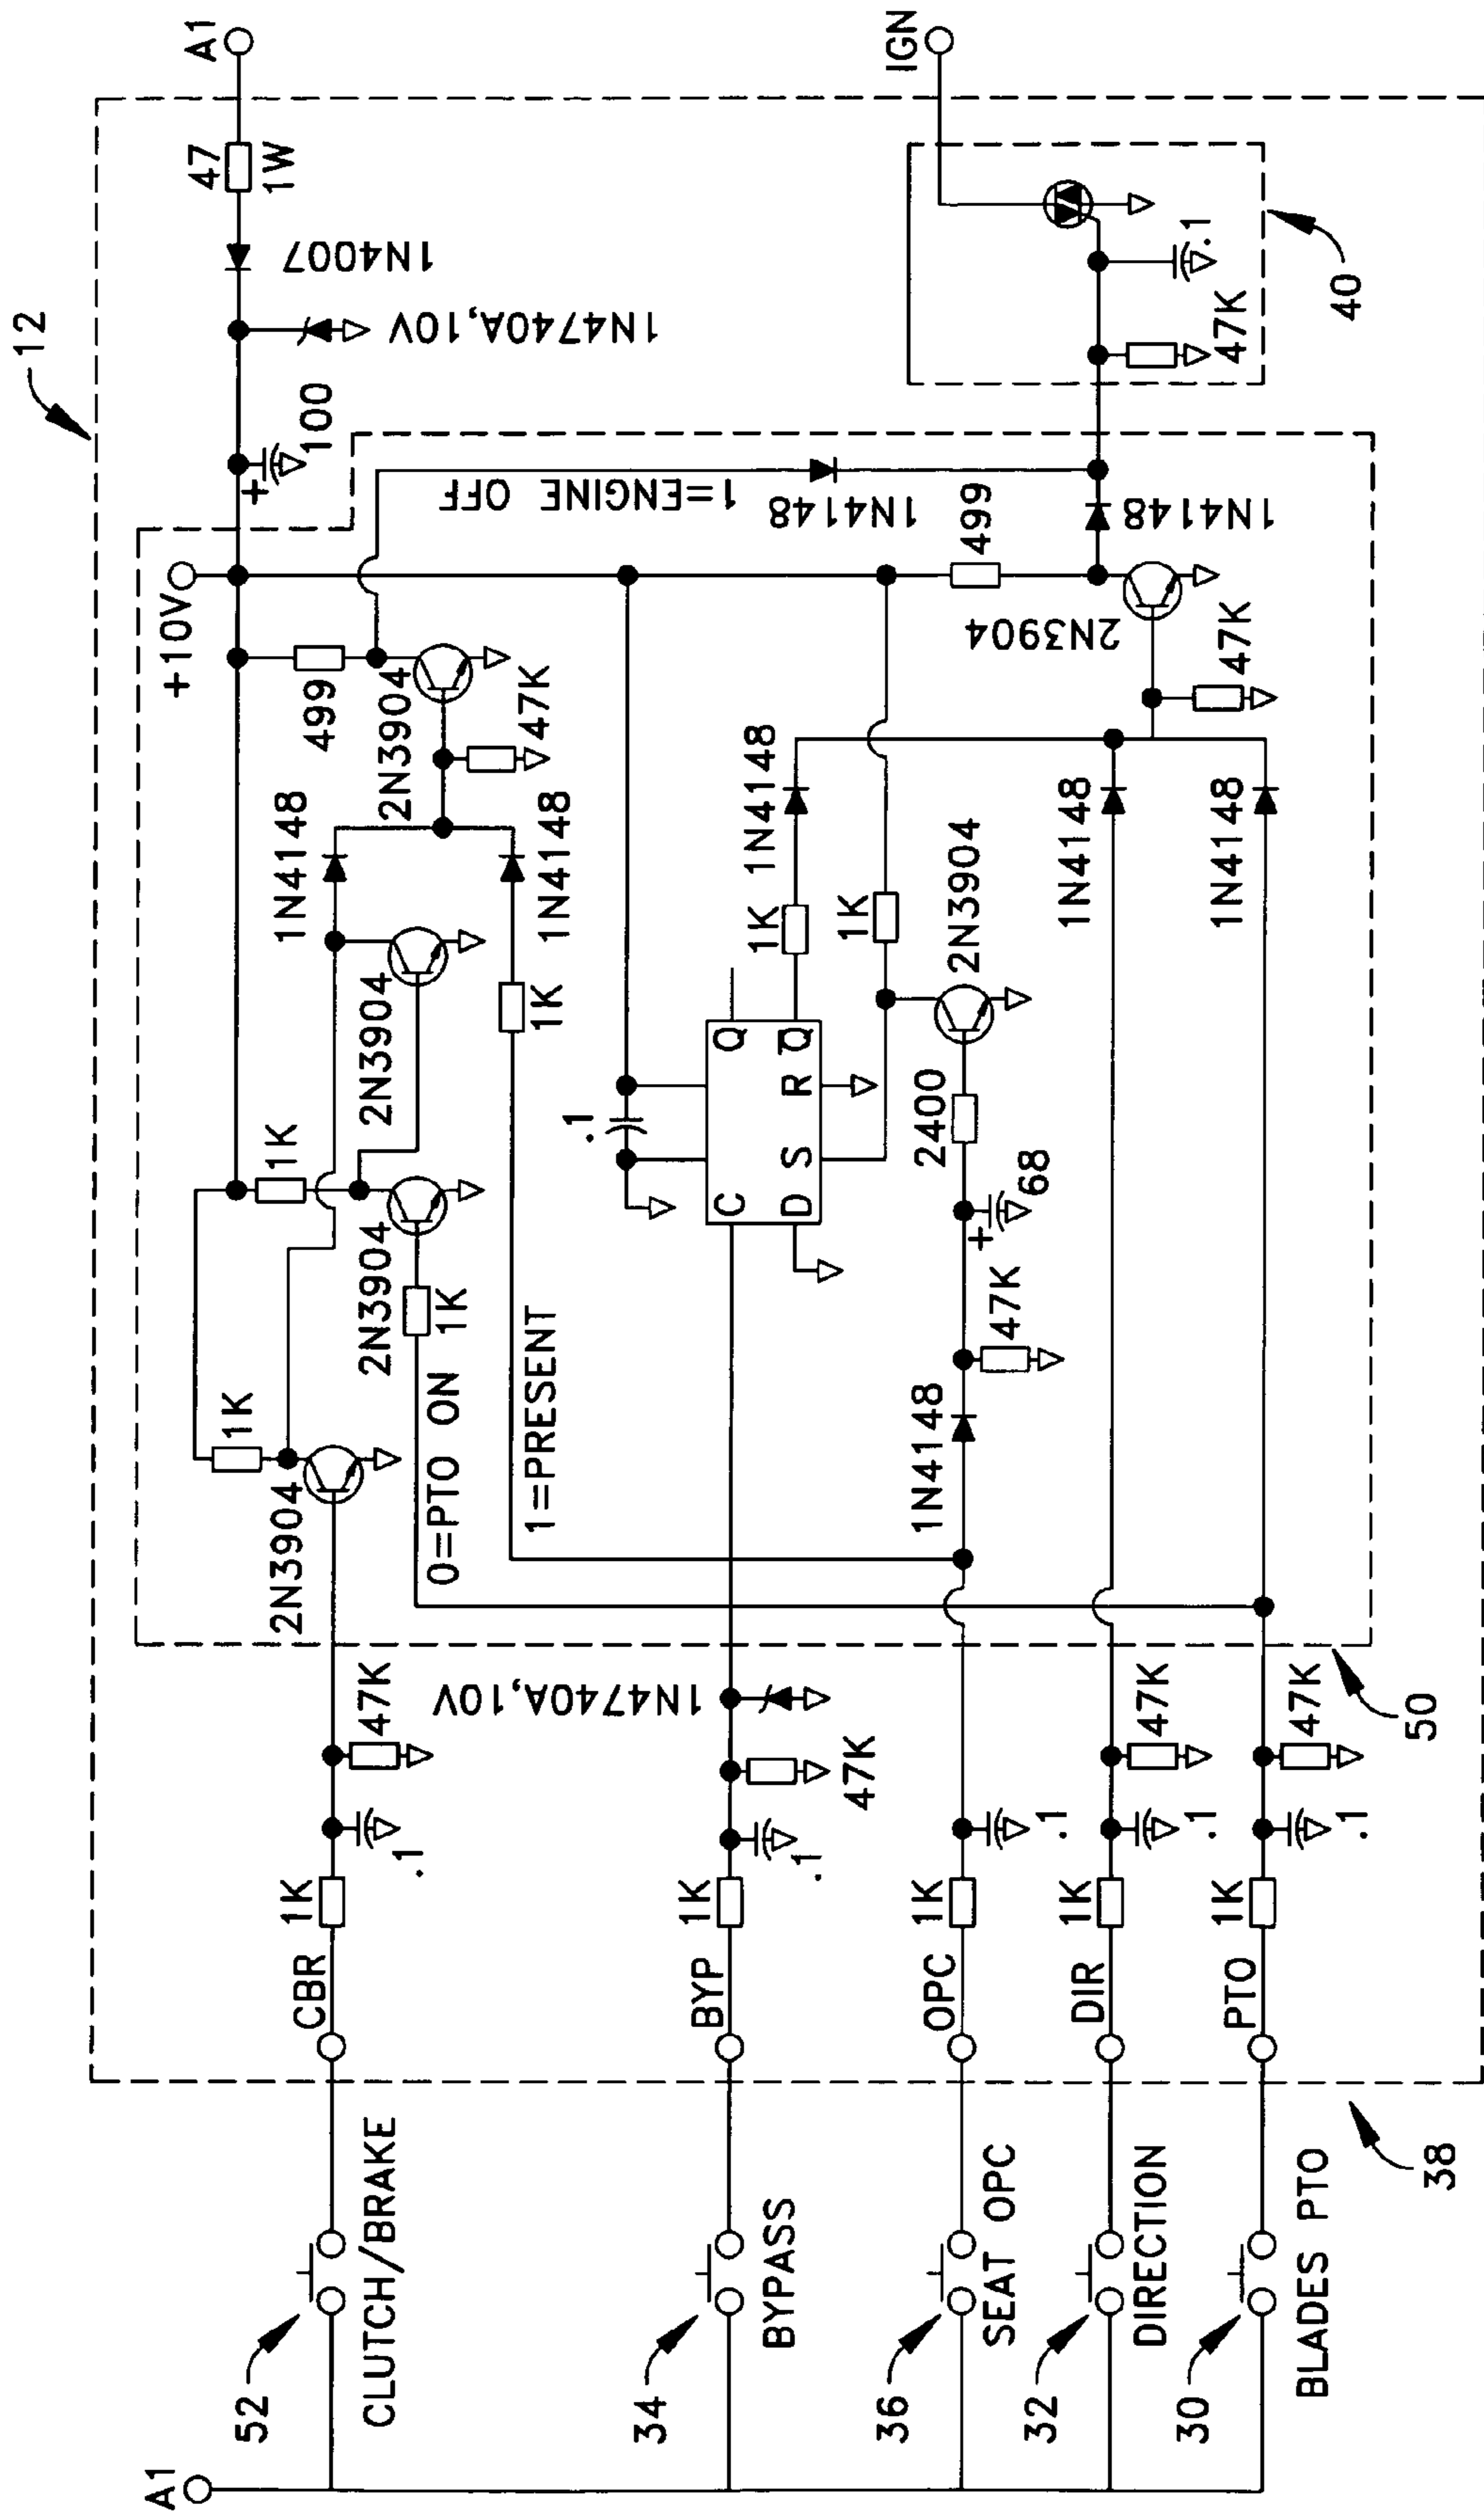 A1
52
CLUTCH/BRAKE
34
BYPASS
36
SEAT OPC
32
DIRECTION
30
BLADES PTO
38
CBR
1K
.1
47K
BYP
1K
.1
47K
1N4740A,10V
OPC
1K
.1
DIR
1K
.1
47K
PTO
1K
.1
47K
50
2N3904
1K
0=PTO ON
1K
2N3904
1K
2N3904
1=PRESENT
1K
1N4148
1N4148
2N3904
47K
499
+10V
1N4148
47K
+
68
2400
2N3904
1K
C
D
S
R
Q
Q̅
.1
1K
1N4148
1N4148
1N4148
47K
2N3904
499
1N4148
1N4148
1=ENGINE OFF
+
100
12
1N4740A,10V
1N4007
47
1W
A1
47K
.1
40
IGN